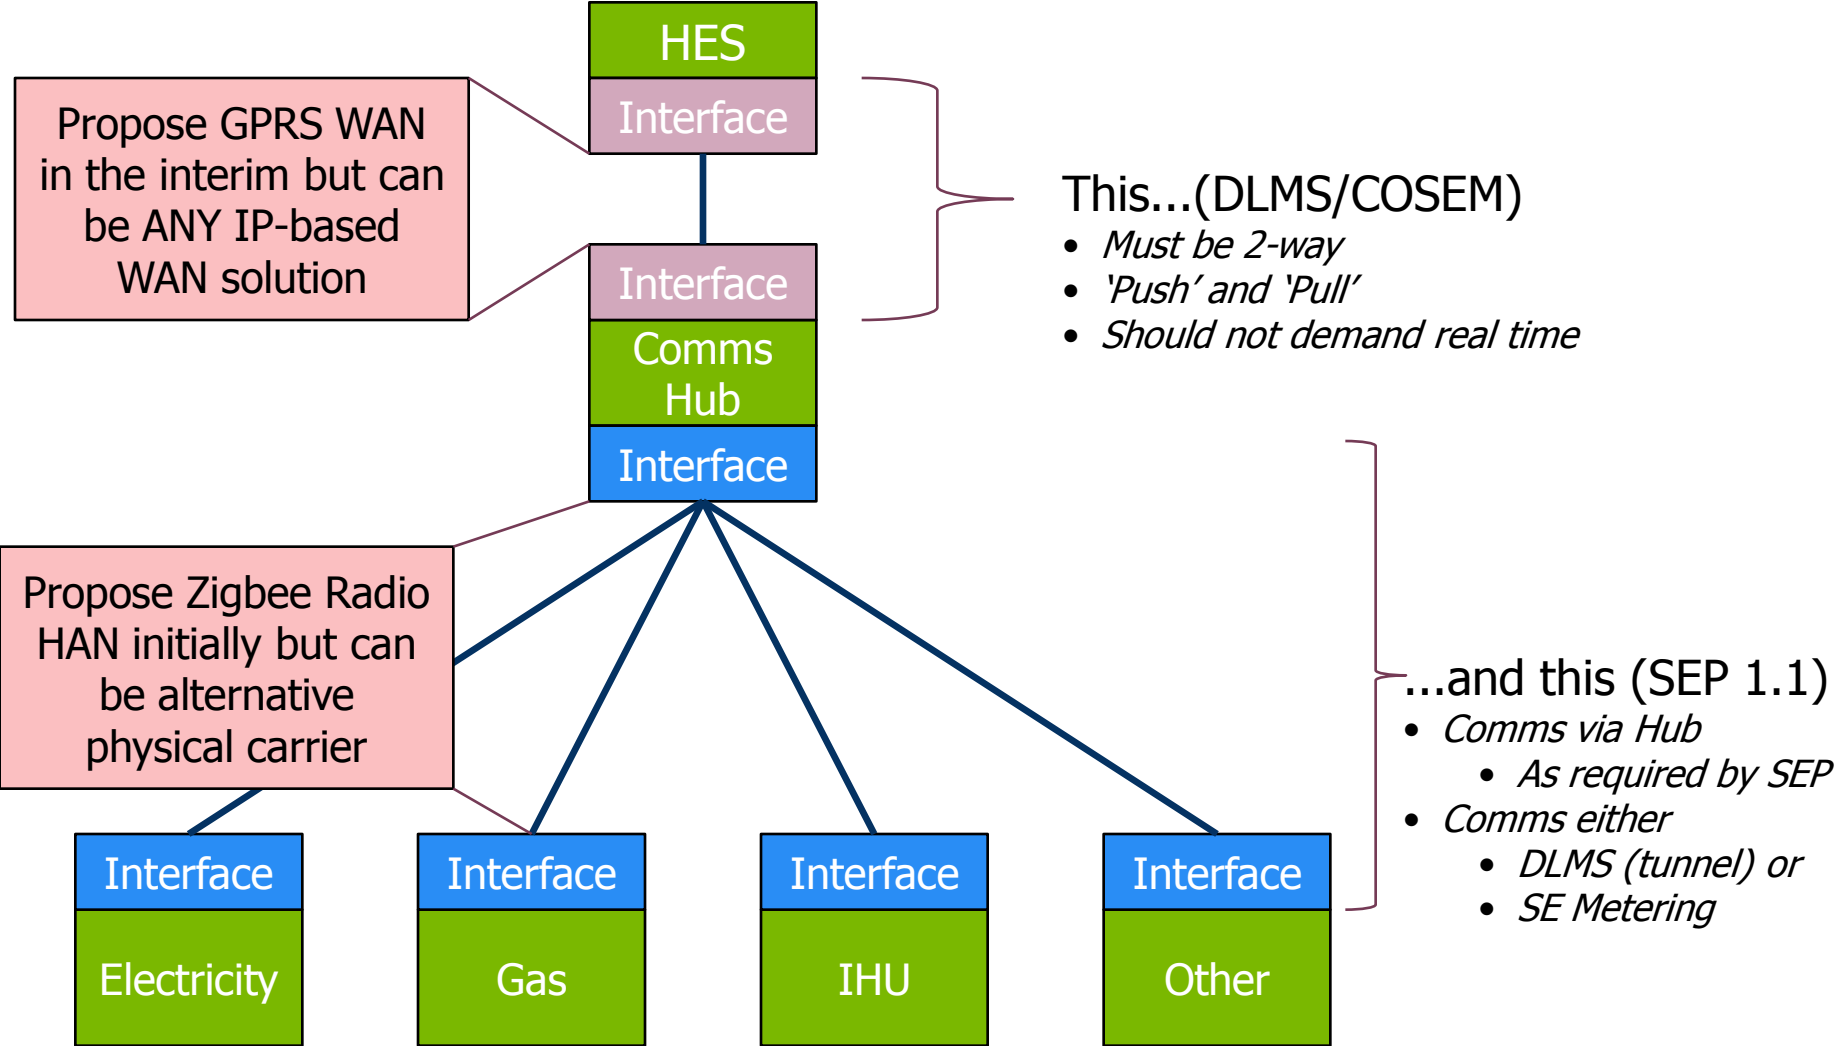 HES
Interface
Propose GPRS WAN
in the interim but can
be ANY IP-based
WAN solution
This...(DLMS/COSEM)
• Must be 2-way
• ‘Push’ and ‘Pull’
• Should not demand real time
Interface
Comms
Hub
Interface
Propose Zigbee Radio
HAN initially but can
be alternative
physical carrier
...and this (SEP 1.1)
• Comms via Hub
• As required by SEP
• Comms either
• DLMS (tunnel) or
• SE Metering
Interface
Electricity
Interface
Gas
Interface
IHU
Interface
Other